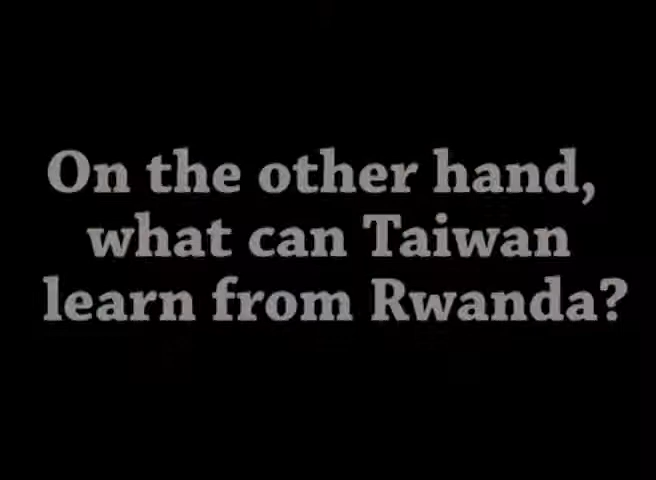 On the other hand,
what can Taiwan
learn from Rwanda?